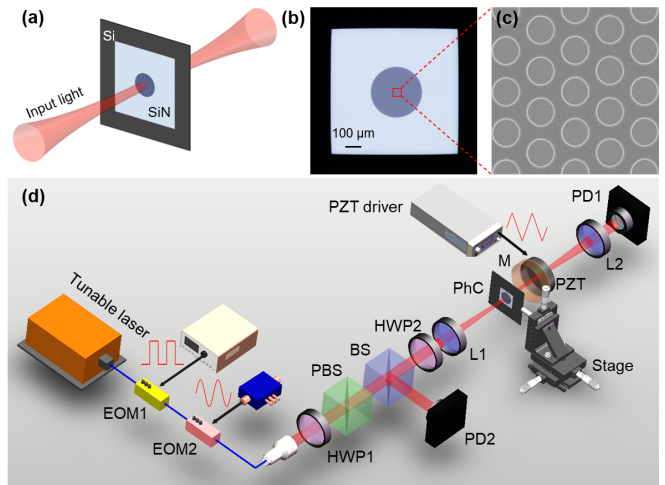 (a)
Si
SiN
Input light
(b)
100 µm
(c)
(d)
PZT driver
PD1
L2
M
PZT
PhC
Tunable laser
HWP2
L1
Stage
BS
PBS
EOM1
PD2
EOM2
HWP1